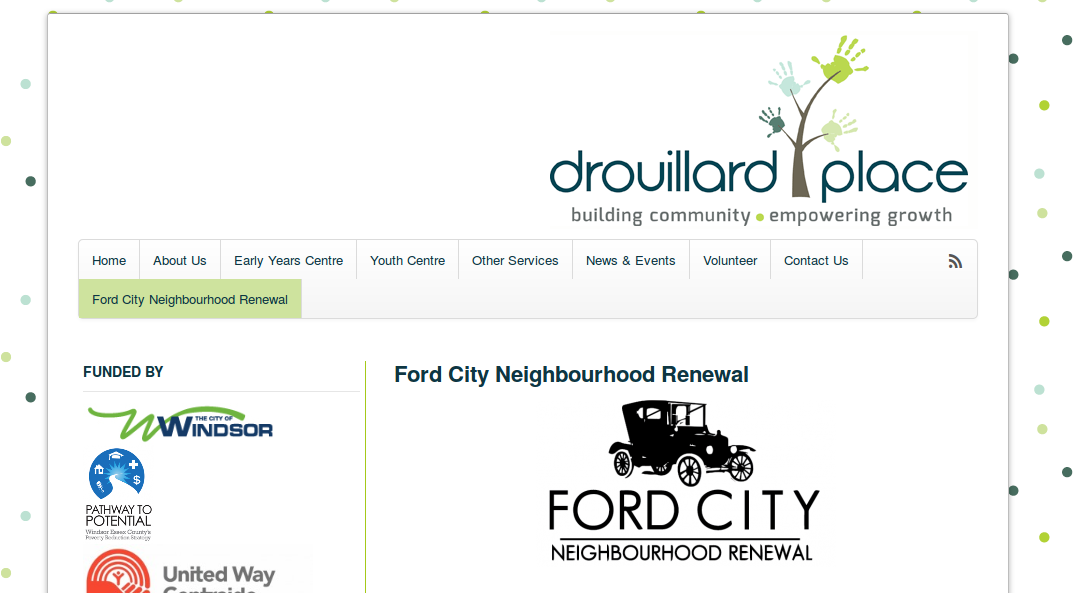 drouillard place
building community • empowering growth
Home
About Us
Early Years Centre
Youth Centre
Other Services
News & Events
Volunteer
Contact Us
Ford City Neighbourhood Renewal
FUNDED BY
THE CITY OF
WINDSOR
PATHWAY TO
POTENTIAL
Windsor Essex County's
Poverty Reduction Strategy
United Way
Ford City Neighbourhood Renewal
FORD CITY
NEIGHBOURHOOD RENEWAL